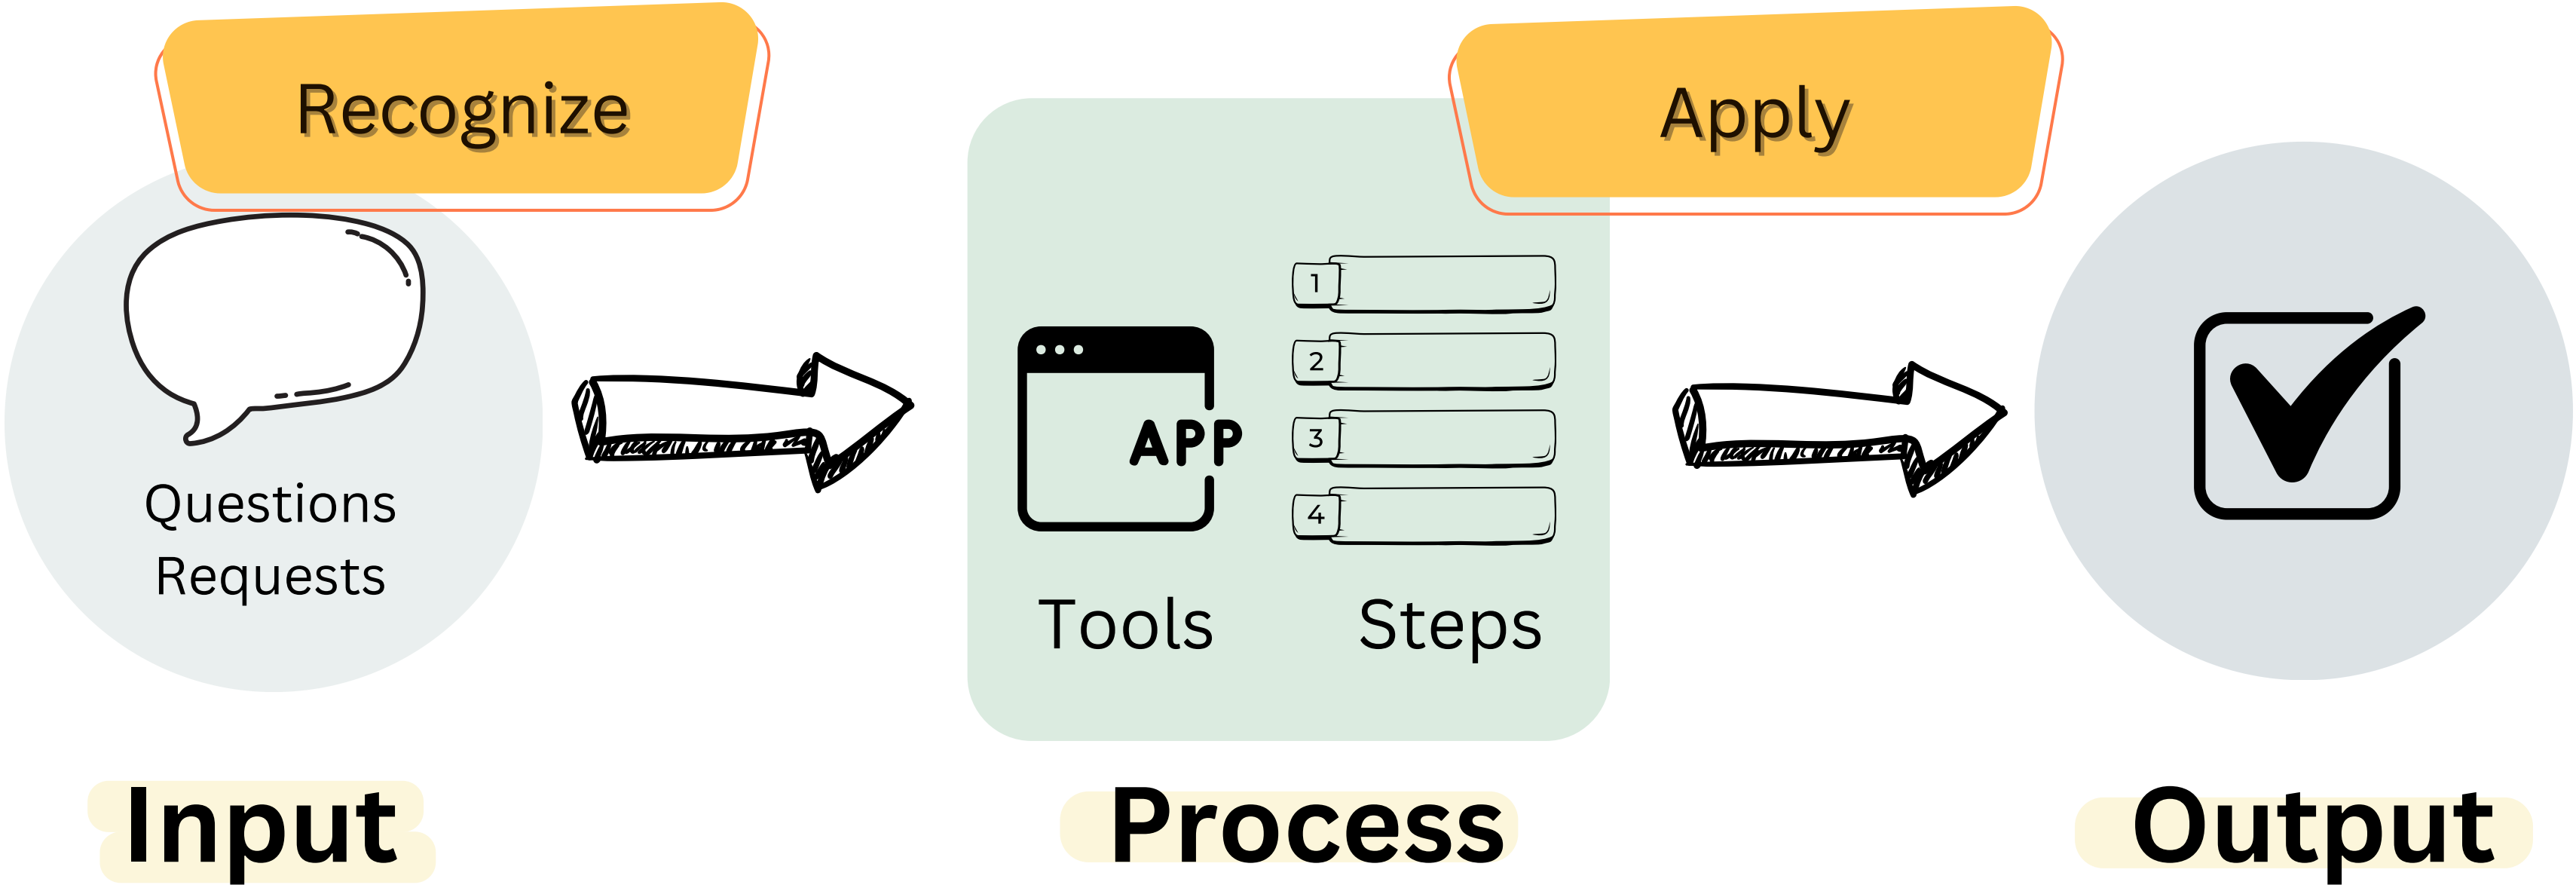 Recognize
Apply
Questions
Requests
APP
1
2
3
4
Tools
Steps
Input
Process
Output